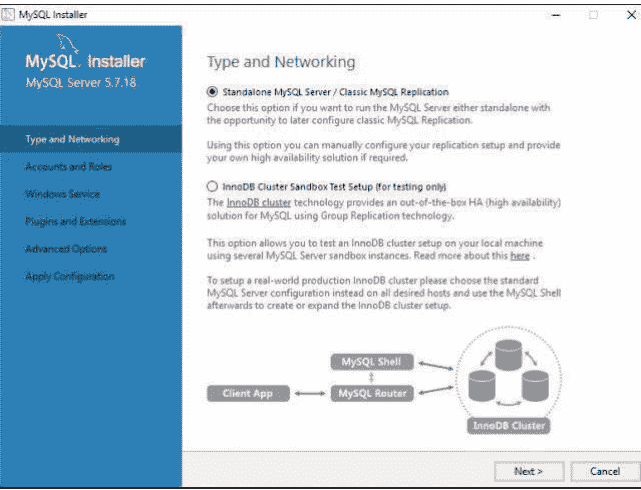 MySQL Installer
MySQL. Installer
MySQL Server 5.7.18
Type and Networking
Accounts and Roles
Windows Service
Plugins and Extensions
Advanced Options
Apply Configuration
Type and Networking
Standalone MySQL Server / Classic MySQL Replication
Choose this option if you want to run the MySQL Server either standalone with
the opportunity to later configure classic MySQL Replication.
Using this option you can manually configure your replication setup and provide
your own high availability solution if required.
InnoDB Cluster Sandbox Test Setup (for testing only)
The InnoDB cluster technology provides an out-of-the-box HA (high availability)
solution for MySQL using Group Replication technology.
This option allows you to test an InnoDB cluster setup on your local machine
using several MySQL Server sandbox instances. Read more about this here .
To setup a real-world production InnoDB cluster please choose the standard
MySQL Server configuration instead on all desired hosts and use the MySQL Shell
afterwards to create or expand the InnoDB cluster setup.
MySQL Shell
Client App
MySQL Router
InnoDB Cluster
Next >
Cancel